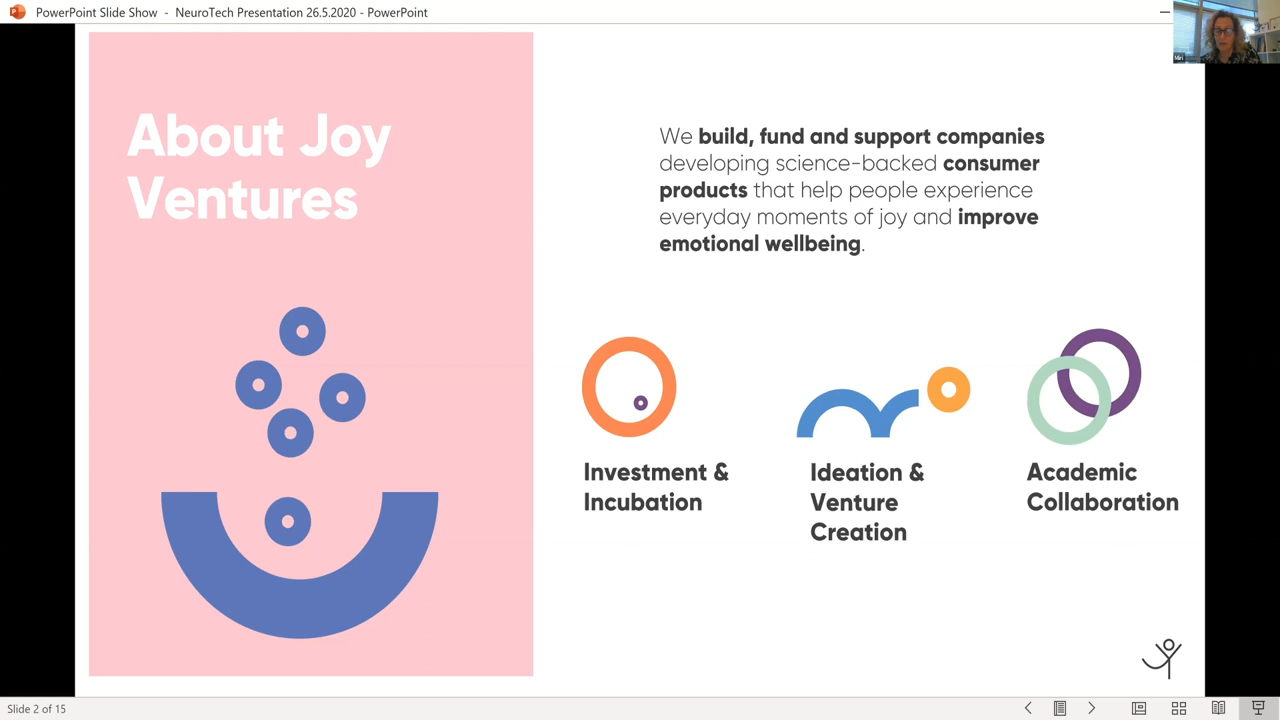 PowerPoint Slide Show - NeuroTech Presentation 26.5.2020 - PowerPoint
Miri
About Joy
Ventures
We build, fund and support companies
developing science-backed consumer
products that help people experience
everyday moments of joy and improve
emotional wellbeing.
Investment &
Incubation
Ideation &
Venture
Creation
Academic
Collaboration
Slide 2 of 15